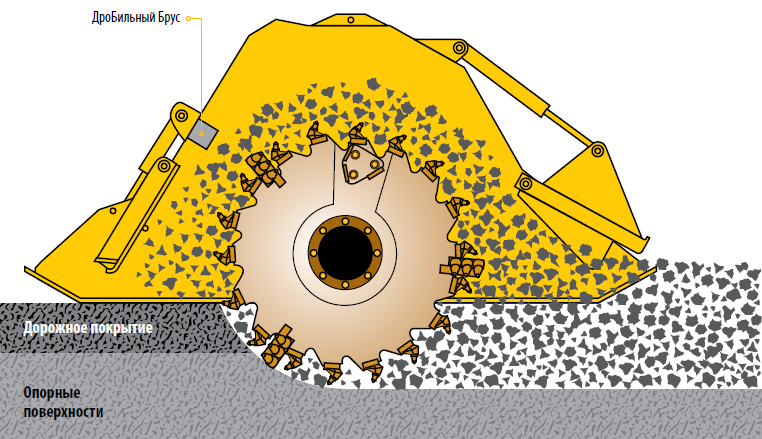 ДроБильный Брус
Дорожное покрытие
Опорные
поверхности